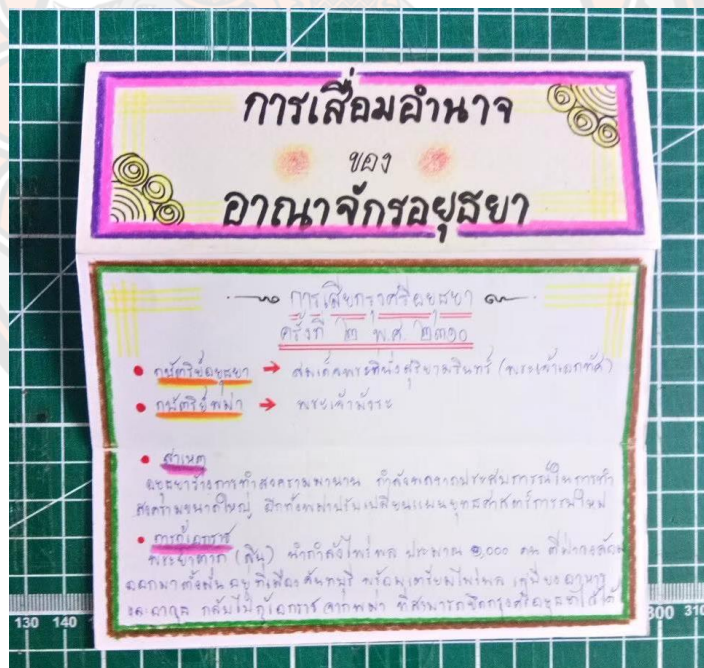 การเสื่อมอำนาจ
ของ
อาณาจักรอยุธยา
การเสียกรุงศรีอยุธยา
ครั้งที่ ๒ พ.ศ. ๒๓๑๐
กษัตริย์อยุธยา → สมเด็จพระที่นั่งสุริยามรินทร์ (พระเจ้าเอกทัศ)
กษัตริย์พม่า → พระเจ้ามังระ
สาเหตุ
อยุธยาว่างการทำสงครามมานาน กำลังพลขาดประสบการณ์ในการทำ
สงครามขนาดใหญ่ อีกทั้งพม่าปรับเปลี่ยนแผนยุทธศาสตร์การรบใหม่
การกู้เอกราช
พระยาตาก (สิน) นำกำลังไพร่พล ประมาณ ๑,๐๐๐ คน ตีฝ่าวงล้อม
ออกมาตั้งมั่นอยู่ที่เมืองจันทบุรี พร้อมเตรียมไพร่พล เสบียงอาหาร
และอาวุธ กลับไปกู้เอกราชจากพม่า ที่สามารถยึดกรุงศรีอยุธยาไว้ได้
130 140
300 310